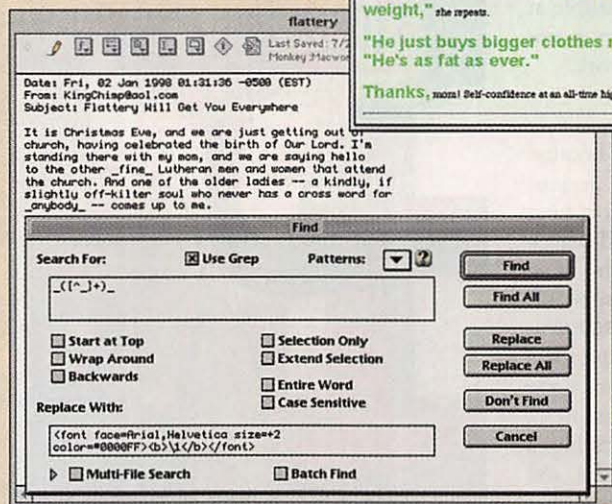 weight," she repeats.
"He just buys bigger clothes
"He's as fat as ever."
Thanks, mom! Self-confidence at an all-time
flattery
Last Saved: 7/2
Monkey:Macwor
Date: Fri, 02 Jan 1998 01:31:36 -0500 (EST)
From: KingChimp@aol.com
Subject: Flattery Will Get You Everywhere
It is Christmas Eve, and we are just getting out of
church, having celebrated the birth of Our Lord. I'm
standing there with my mom, and we are saying hello
to the other _fine_ Lutheran men and women that attend
the church. And one of the older ladies -- a kindly, if
slightly off-kilter soul who never has a cross word for
_anybody_ -- comes up to me.
Find
Search For:
Use Grep
Patterns:
?
Find
_([^_]+)_
Find All
Start at Top
Selection Only
Replace
Wrap Around
Extend Selection
Replace All
Backwards
Entire Word
Case Sensitive
Don't Find
Replace With:
<font face=Arial,Helvetica size=+2
color=#0000FF><b>\1</b></font>
Cancel
Multi-File Search
Batch Find